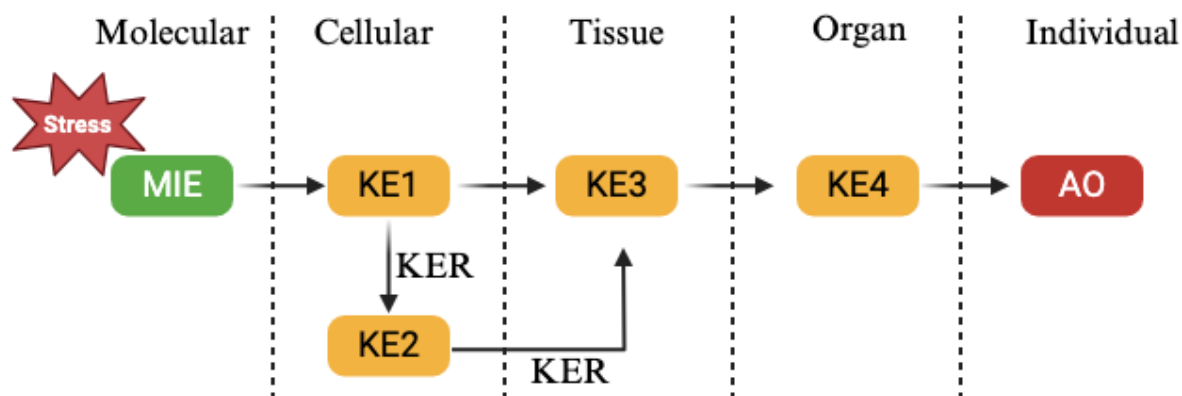 Molecular Cellular Tissue Organ Individual
Stress
MIE KE1 KE3 KE4 AO
KER
KE2
KER